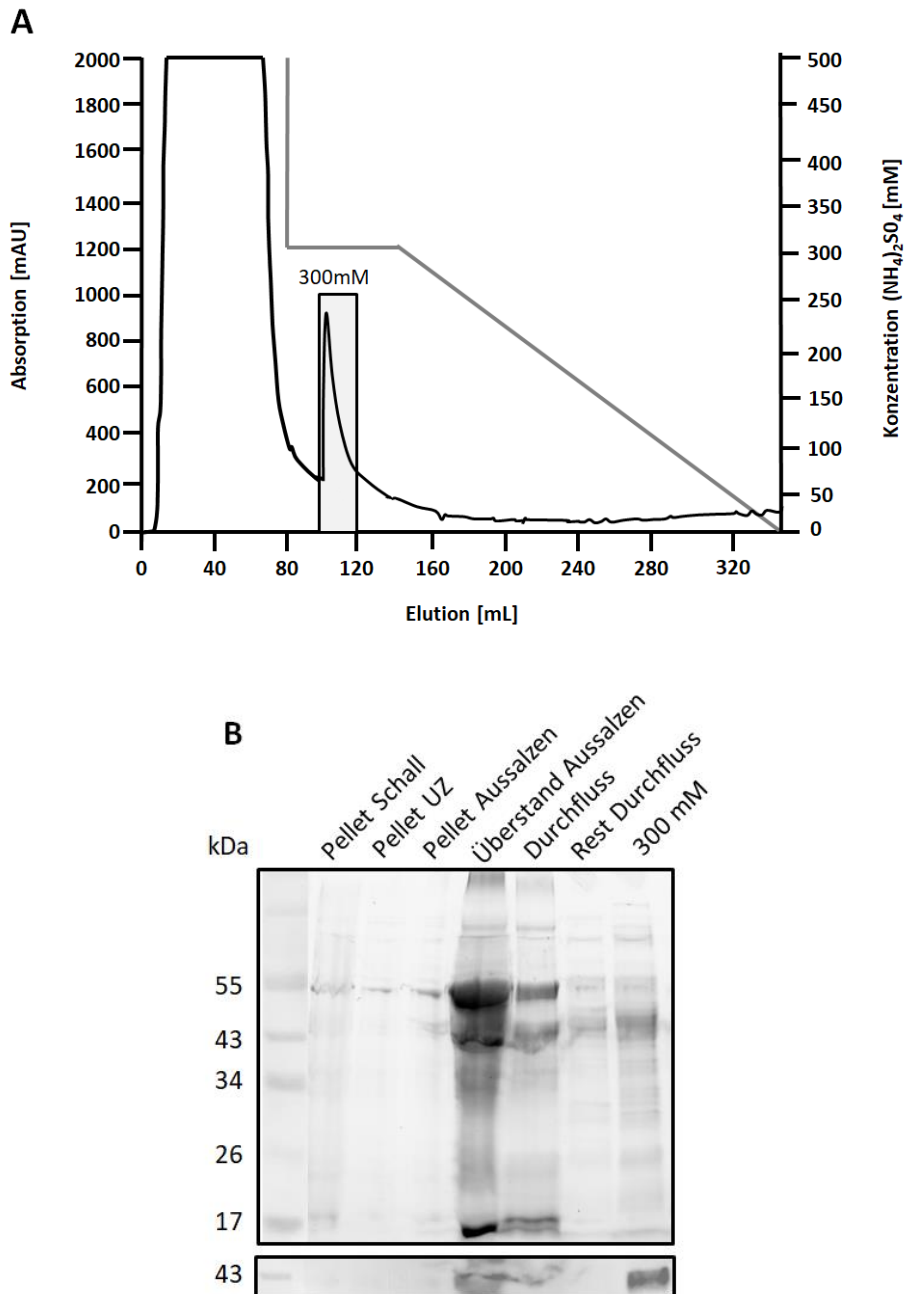 A
2000
1800
1600
1400
1200
1000
800
600
400
200
0
Absorption [mAU]
500
450
400
350
300
250
200
150
100
50
0
Konzentration (NH₄)₂SO₄ [mM]
300mM
0 40 80 120 160 200 240 280 320
Elution [mL]
B
kDa
Pellet Schall
Pellet UZ
Pellet Aussalzen
Überstand Aussalzen
Durchfluss
Rest Durchfluss
300 mM
55
43
34
26
17
43